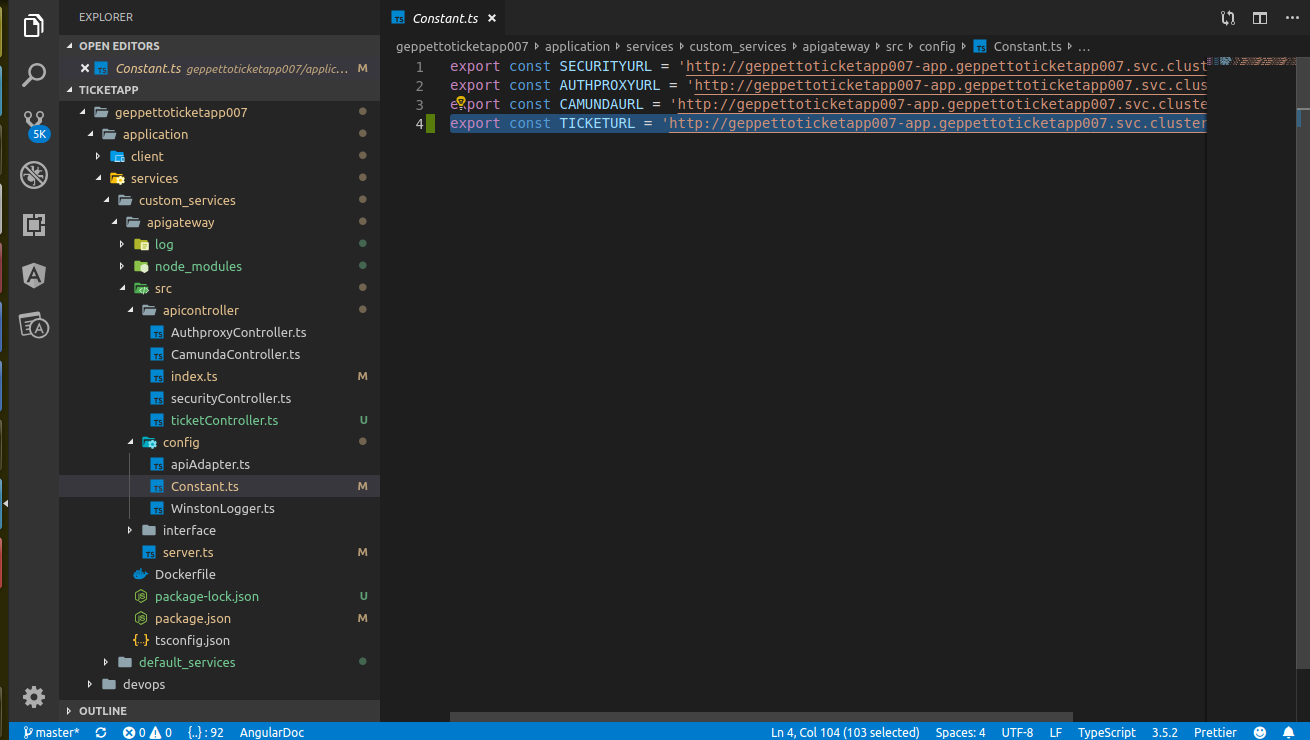 EXPLORER
OPEN EDITORS
Constant.ts geppettoticketapp007/applic... M
TICKETAPP
geppettoticketapp007
application
client
services
custom_services
apigateway
log
node_modules
src
apicontroller
AuthproxyController.ts
CamundaController.ts
index.ts M
securityController.ts
ticketController.ts U
config
apiAdapter.ts
Constant.ts M
WinstonLogger.ts
interface
server.ts M
Dockerfile
package-lock.json U
package.json M
tsconfig.json
default_services
devops
OUTLINE
5K
Constant.ts
geppettoticketapp007 application services custom_services apigateway src config Constant.ts ...
1 export const SECURITYURL = 'http://geppettoticketapp007-app.geppettoticketapp007.svc.clust
2 export const AUTHPROXYURL = 'http://geppettoticketapp007-app.geppettoticketapp007.svc.clus
3 export const CAMUNDAURL = 'http://geppettoticketapp007-app.geppettoticketapp007.svc.cluste
4 export const TICKETURL = 'http://geppettoticketapp007-app.geppettoticketapp007.svc.cluster
master* 0 0 {..} : 92 AngularDoc Ln 4, Col 104 (103 selected) Spaces: 4 UTF-8 LF TypeScript 3.5.2 Prettier